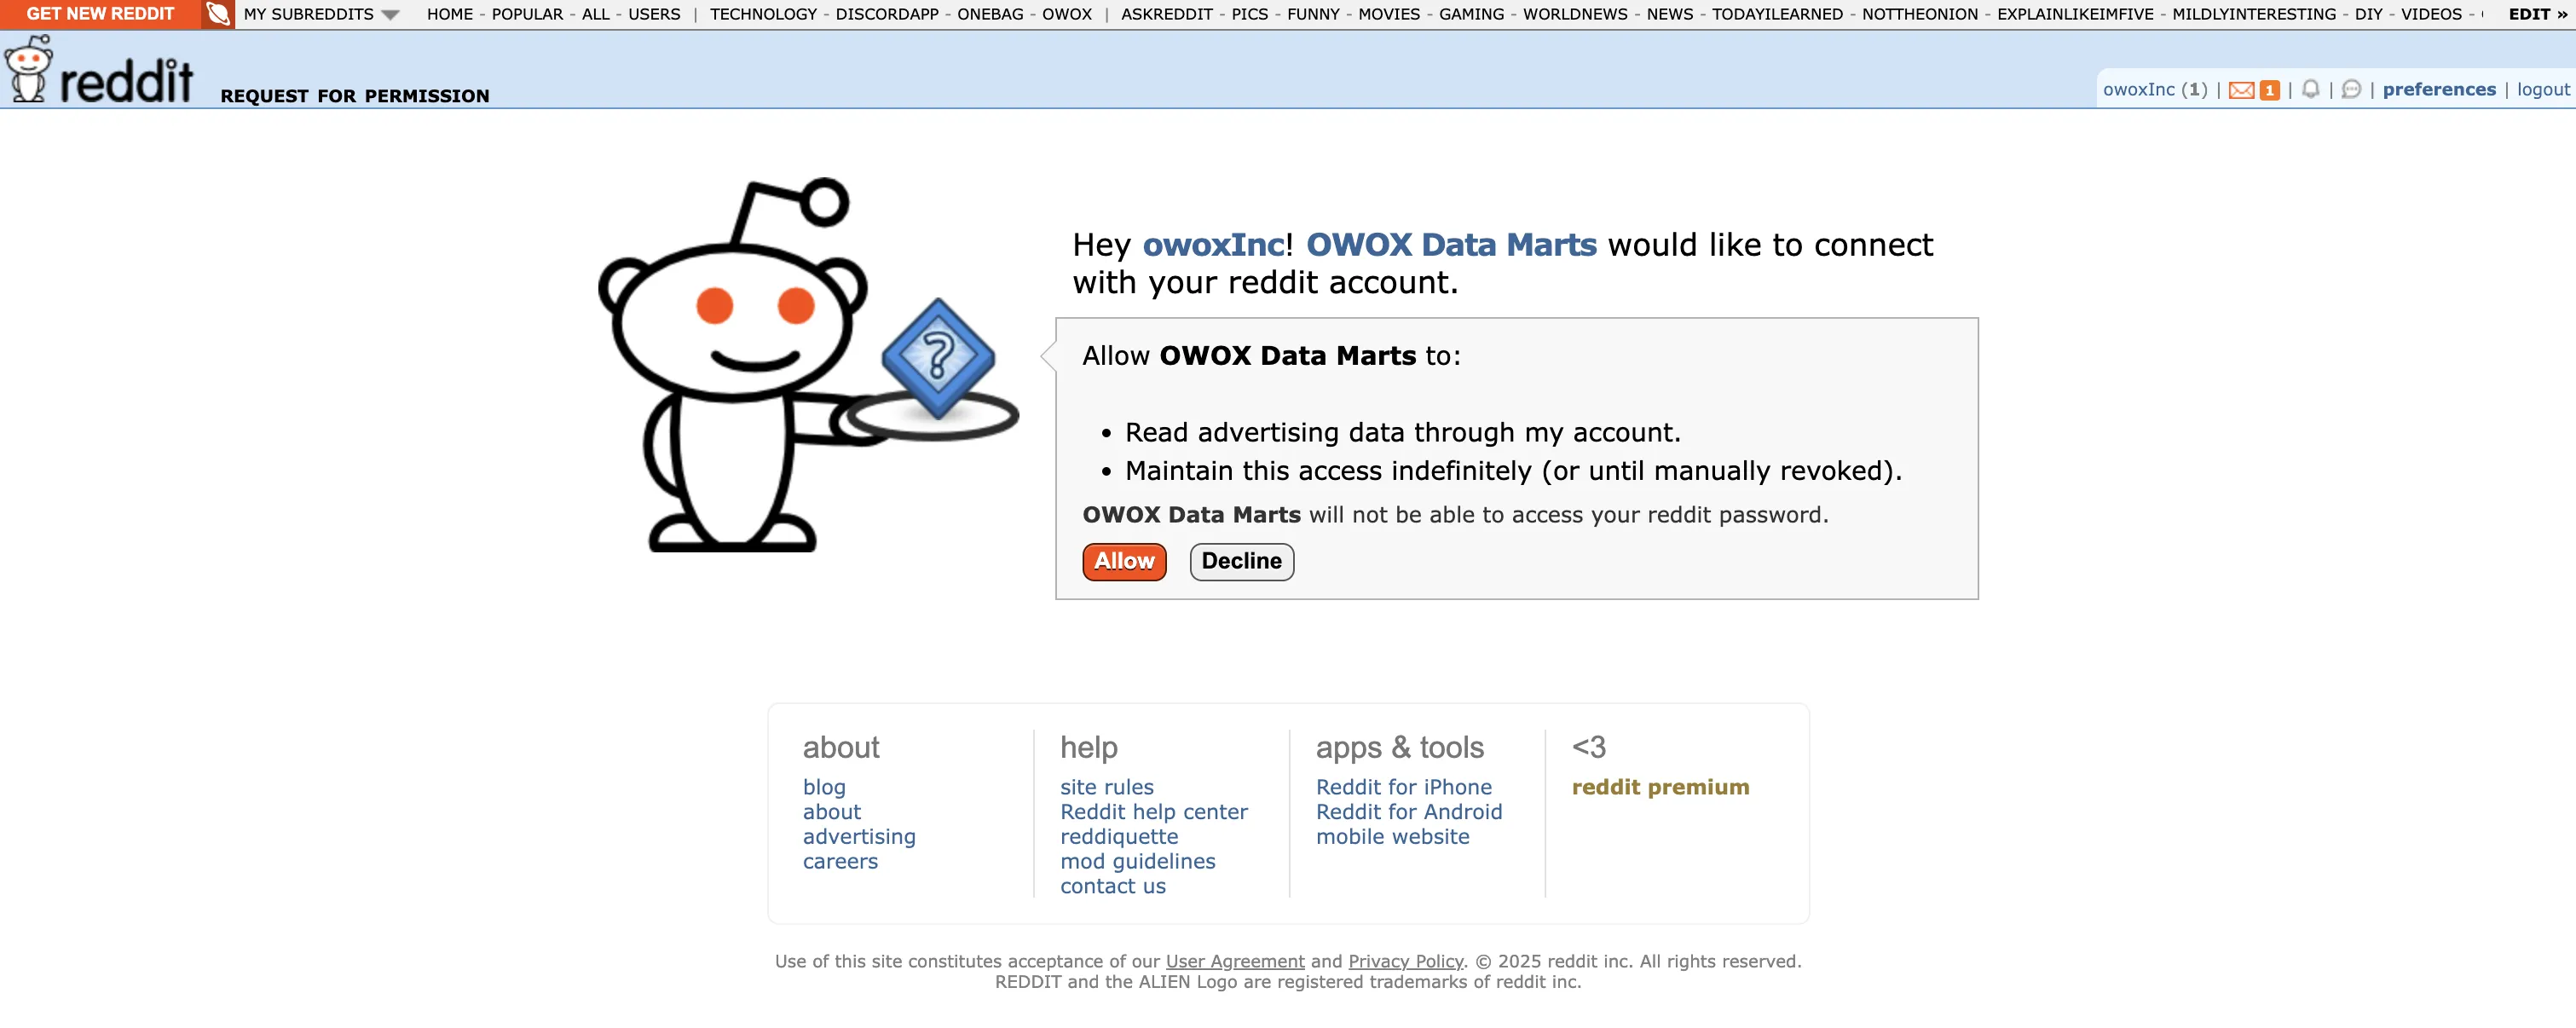 GET NEW REDDIT MY SUBREDDITS HOME - POPULAR - ALL - USERS | TECHNOLOGY - DISCORDAPP - ONEBAG - OWOX | ASKREDDIT - PICS - FUNNY - MOVIES - GAMING - WORLDNEWS - NEWS - TODAYILEARNED - NOTTHEONION - EXPLAINLIKEIMFIVE - MILDLYINTERESTING - DIY - VIDEOS - EDIT »
reddit REQUEST FOR PERMISSION
owoxInc (1) | 1 | | | preferences | logout
Hey owoxInc! OWOX Data Marts would like to connect
with your reddit account.
?
Allow OWOX Data Marts to:
• Read advertising data through my account.
• Maintain this access indefinitely (or until manually revoked).
OWOX Data Marts will not be able to access your reddit password.
Allow Decline
about
blog
about
advertising
careers
help
site rules
Reddit help center
reddiquette
mod guidelines
contact us
apps & tools
Reddit for iPhone
Reddit for Android
mobile website
<3
reddit premium
Use of this site constitutes acceptance of our User Agreement and Privacy Policy. © 2025 reddit inc. All rights reserved.
REDDIT and the ALIEN Logo are registered trademarks of reddit inc.